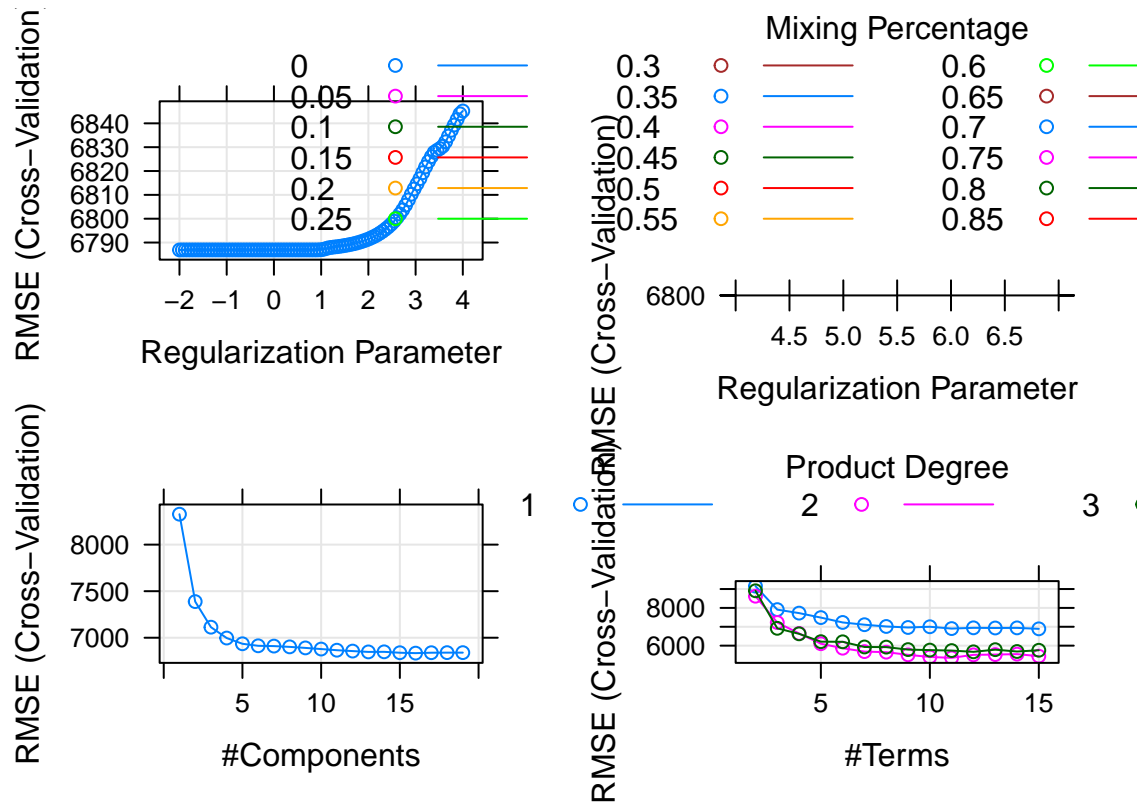 RMSE (Cross−Validation
0
0.05
0.1
0.15
0.2
0.25
6840
6830
6820
6810
6800
6790
−2 −1 0 1 2 3 4
Regularization Parameter
Mixing Percentage
0.3
0.35
0.4
0.45
0.5
0.55
0.6
0.65
0.7
0.75
0.8
0.85
RMSE (Cross−Validation)
6800
4.5 5.0 5.5 6.0 6.5
Regularization Parameter
RMSE (Cross−Validation)
8000
7500
7000
5 10 15
#Components
Product Degree
1 2 3
RMSE (Cross−Validation)
8000
6000
5 10 15
#Terms